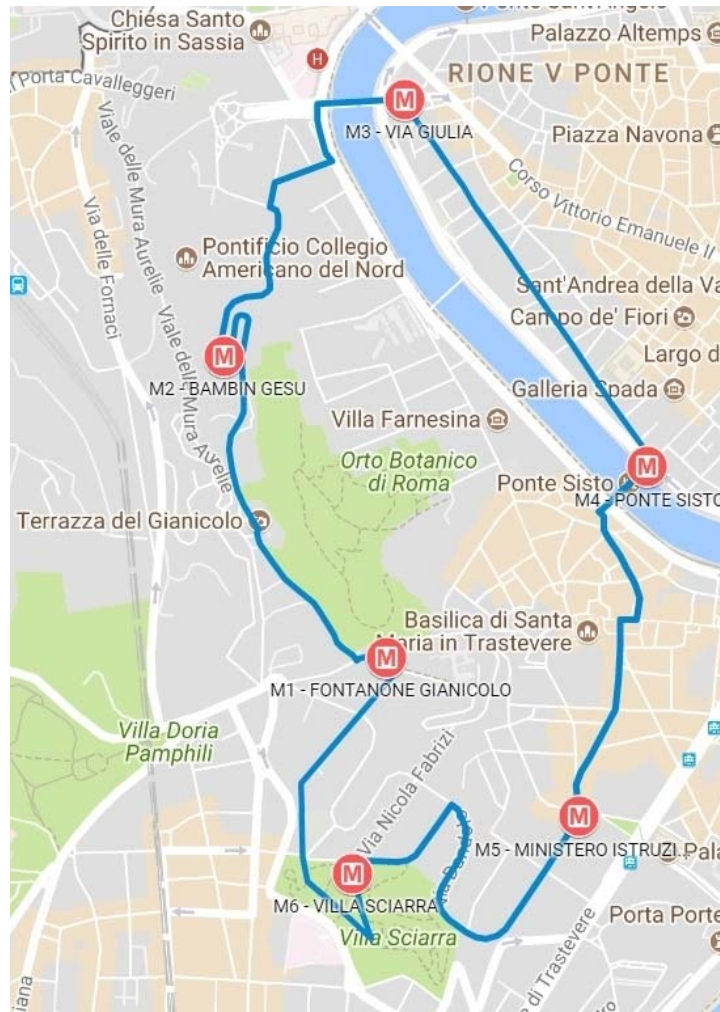 Chiesa Santo
Spirito in Sassia
H
Palazzo Altemps
RIONE V PONTE
Porta Cavalleggeri
M
M3 - VIA GIULIA
Piazza Navona
Viale delle Mura Aurelie
Via delle Fornaci
Corso Vittorio Emanuele II
Pontificio Collegio
Americano del Nord
Sant'Andrea della Va
Campo de' Fiori
Viale delle Mura Aurelie
M
M2 - BAMBIN GESU
Largo d
Galleria Spada
Villa Farnesina
Orto Botanico
di Roma
M
Ponte Sisto
M4 - PONTE SISTO
Terrazza del Gianicolo
Basilica di Santa
Maria in Trastevere
M
M1 - FONTANONE GIANICOLO
Villa Doria
Pamphili
Via Nicola Fabrizi
M
M5 - MINISTERO ISTRUZI...
Pala
M
M6 - VILLA SCIARRA
Villa Sciarra
Porta Porte
e di Trastevere